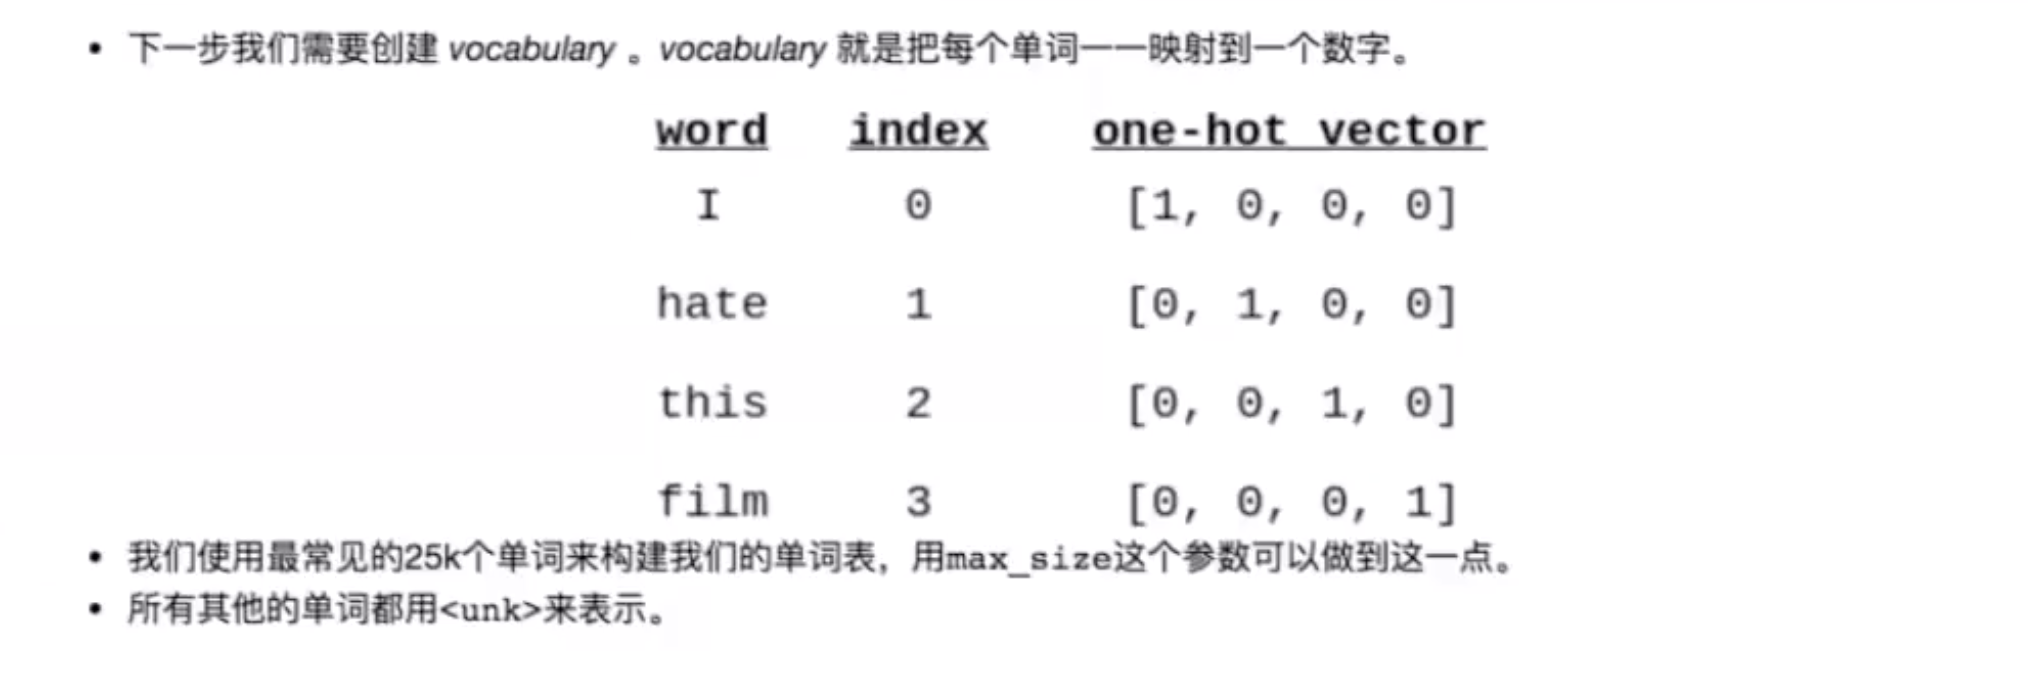 • 下一步我们需要创建 vocabulary 。vocabulary 就是把每个单词一一映射到一个数字。
word index one-hot vector
I 0 [1, 0, 0, 0]
hate 1 [0, 1, 0, 0]
this 2 [0, 0, 1, 0]
film 3 [0, 0, 0, 1]
• 我们使用最常见的25k个单词来构建我们的单词表，用max_size这个参数可以做到这一点。
• 所有其他的单词都用<unk>来表示。